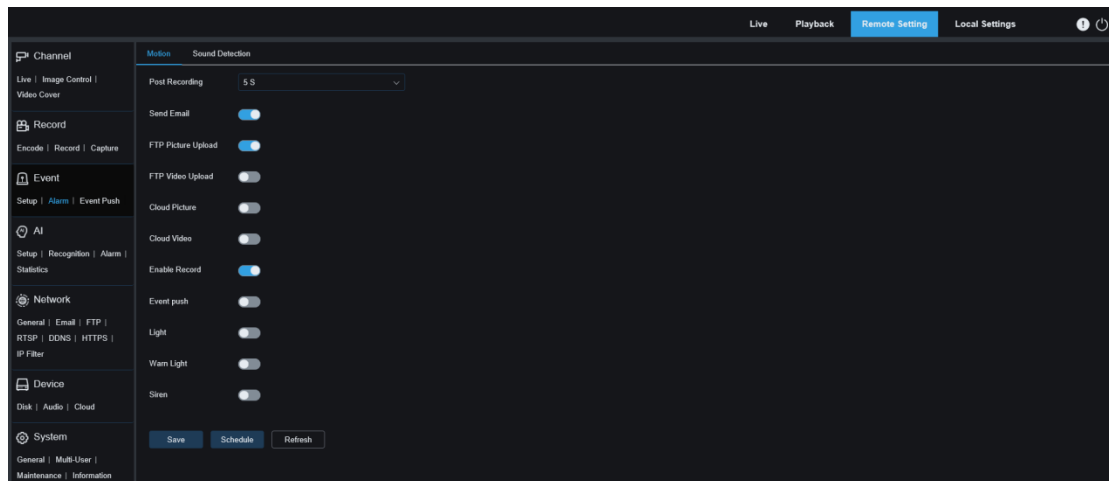 Live Playback Remote Setting Local Settings
Channel
Live | Image Control |
Video Cover
Record
Encode | Record | Capture
Event
Setup | Alarm | Event Push
AI
Setup | Recognition | Alarm |
Statistics
Network
General | Email | FTP |
RTSP | DDNS | HTTPS |
IP Filter
Device
Disk | Audio | Cloud
System
General | Multi-User |
Maintenance | Information
Motion Sound Detection
Post Recording 5 S
Send Email
FTP Picture Upload
FTP Video Upload
Cloud Picture
Cloud Video
Enable Record
Event push
Light
Warn Light
Siren
Save Schedule Refresh